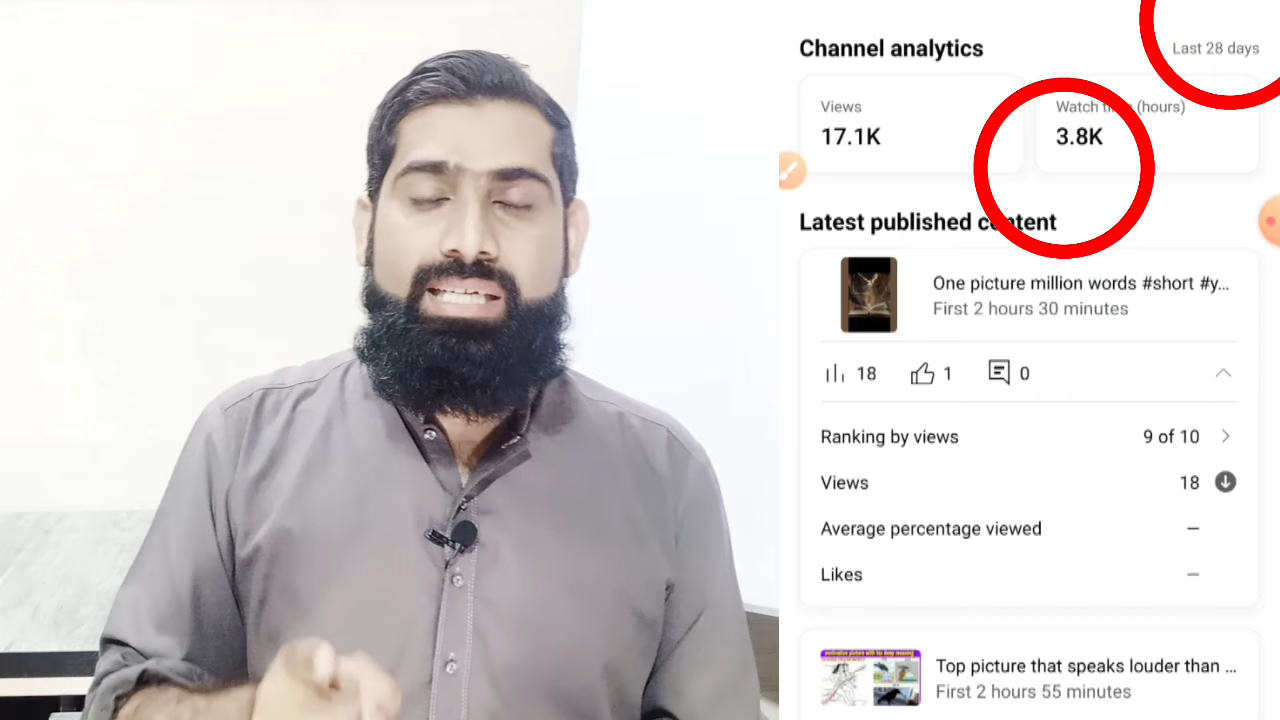 Channel analytics
Last 28 days
Views
17.1K
Watch time (hours)
3.8K
Latest published content
One picture million words #short #y...
First 2 hours 30 minutes
18
1
0
Ranking by views
9 of 10
Views
18
Average percentage viewed
–
Likes
–
Top picture that speaks louder than ...
First 2 hours 55 minutes